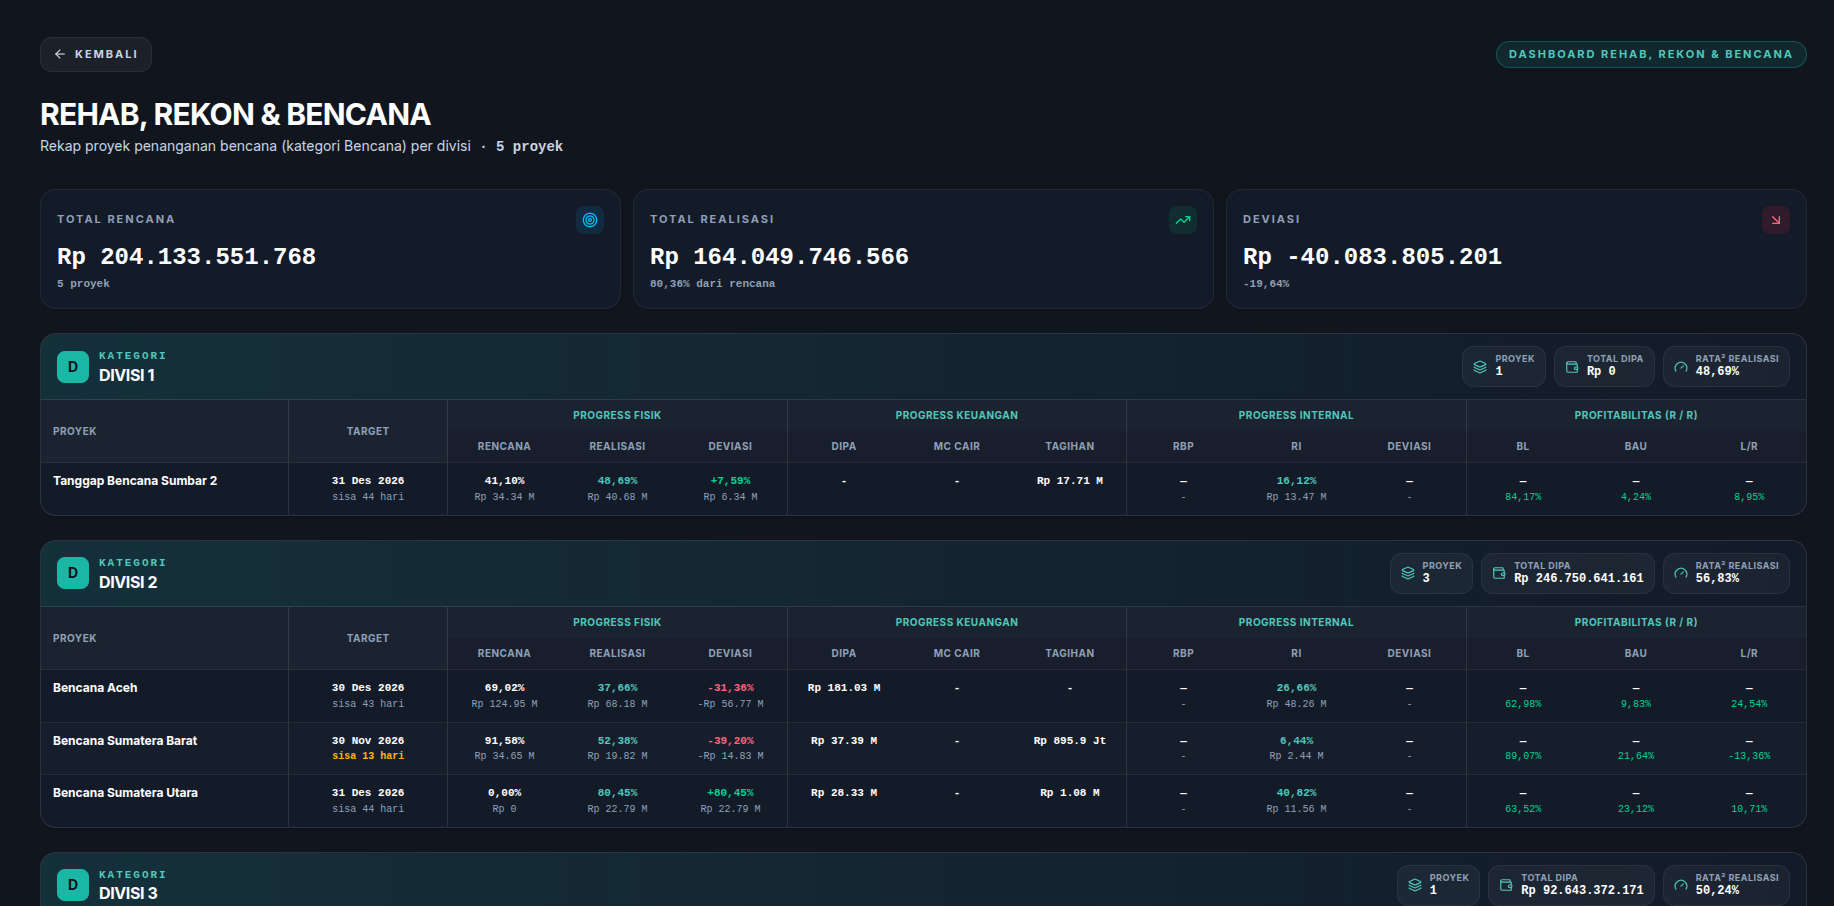 KEMBALI
DASHBOARD REHAB, REKON & BENCANA
REHAB, REKON & BENCANA
Rekap proyek penanganan bencana (kategori Bencana) per divisi · 5 proyek
TOTAL RENCANA
Rp 204.133.551.768
5 proyek
TOTAL REALISASI
Rp 164.049.746.566
80,36% dari rencana
DEVIASI
Rp -40.083.805.201
-19,64%
D
KATEGORI
DIVISI 1
PROYEK
1
TOTAL DIPA
Rp 0
RATA² REALISASI
48,69%
PROYEK TARGET PROGRESS FISIK PROGRESS KEUANGAN PROGRESS INTERNAL PROFITABILITAS (R / R)
RENCANA REALISASI DEVIASI DIPA MC CAIR TAGIHAN RBP RI DEVIASI BL BAU L/R
Tanggap Bencana Sumbar 2 31 Des 2026 41,10% 48,69% +7,59% - - Rp 17.71 M — 16,12% — — — —
sisa 44 hari Rp 34.34 M Rp 40.68 M Rp 6.34 M - Rp 13.47 M - 84,17% 4,24% 8,95%
D
KATEGORI
DIVISI 2
PROYEK
3
TOTAL DIPA
Rp 246.750.641.161
RATA² REALISASI
56,83%
PROYEK TARGET PROGRESS FISIK PROGRESS KEUANGAN PROGRESS INTERNAL PROFITABILITAS (R / R)
RENCANA REALISASI DEVIASI DIPA MC CAIR TAGIHAN RBP RI DEVIASI BL BAU L/R
Bencana Aceh 30 Des 2026 69,02% 37,66% -31,36% Rp 181.03 M - - — 26,66% — — — —
sisa 43 hari Rp 124.95 M Rp 68.18 M -Rp 56.77 M - Rp 48.26 M - 62,98% 9,83% 24,54%
Bencana Sumatera Barat 30 Nov 2026 91,58% 52,38% -39,20% Rp 37.39 M - Rp 895.9 Jt — 6,44% — — — —
sisa 13 hari Rp 34.65 M Rp 19.82 M -Rp 14.83 M - Rp 2.44 M - 89,07% 21,64% -13,36%
Bencana Sumatera Utara 31 Des 2026 0,00% 80,45% +80,45% Rp 28.33 M - Rp 1.08 M — 40,82% — — — —
sisa 44 hari Rp 0 Rp 22.79 M Rp 22.79 M - Rp 11.56 M - 63,52% 23,12% 10,71%
D
KATEGORI
DIVISI 3
PROYEK
1
TOTAL DIPA
Rp 92.643.372.171
RATA² REALISASI
50,24%